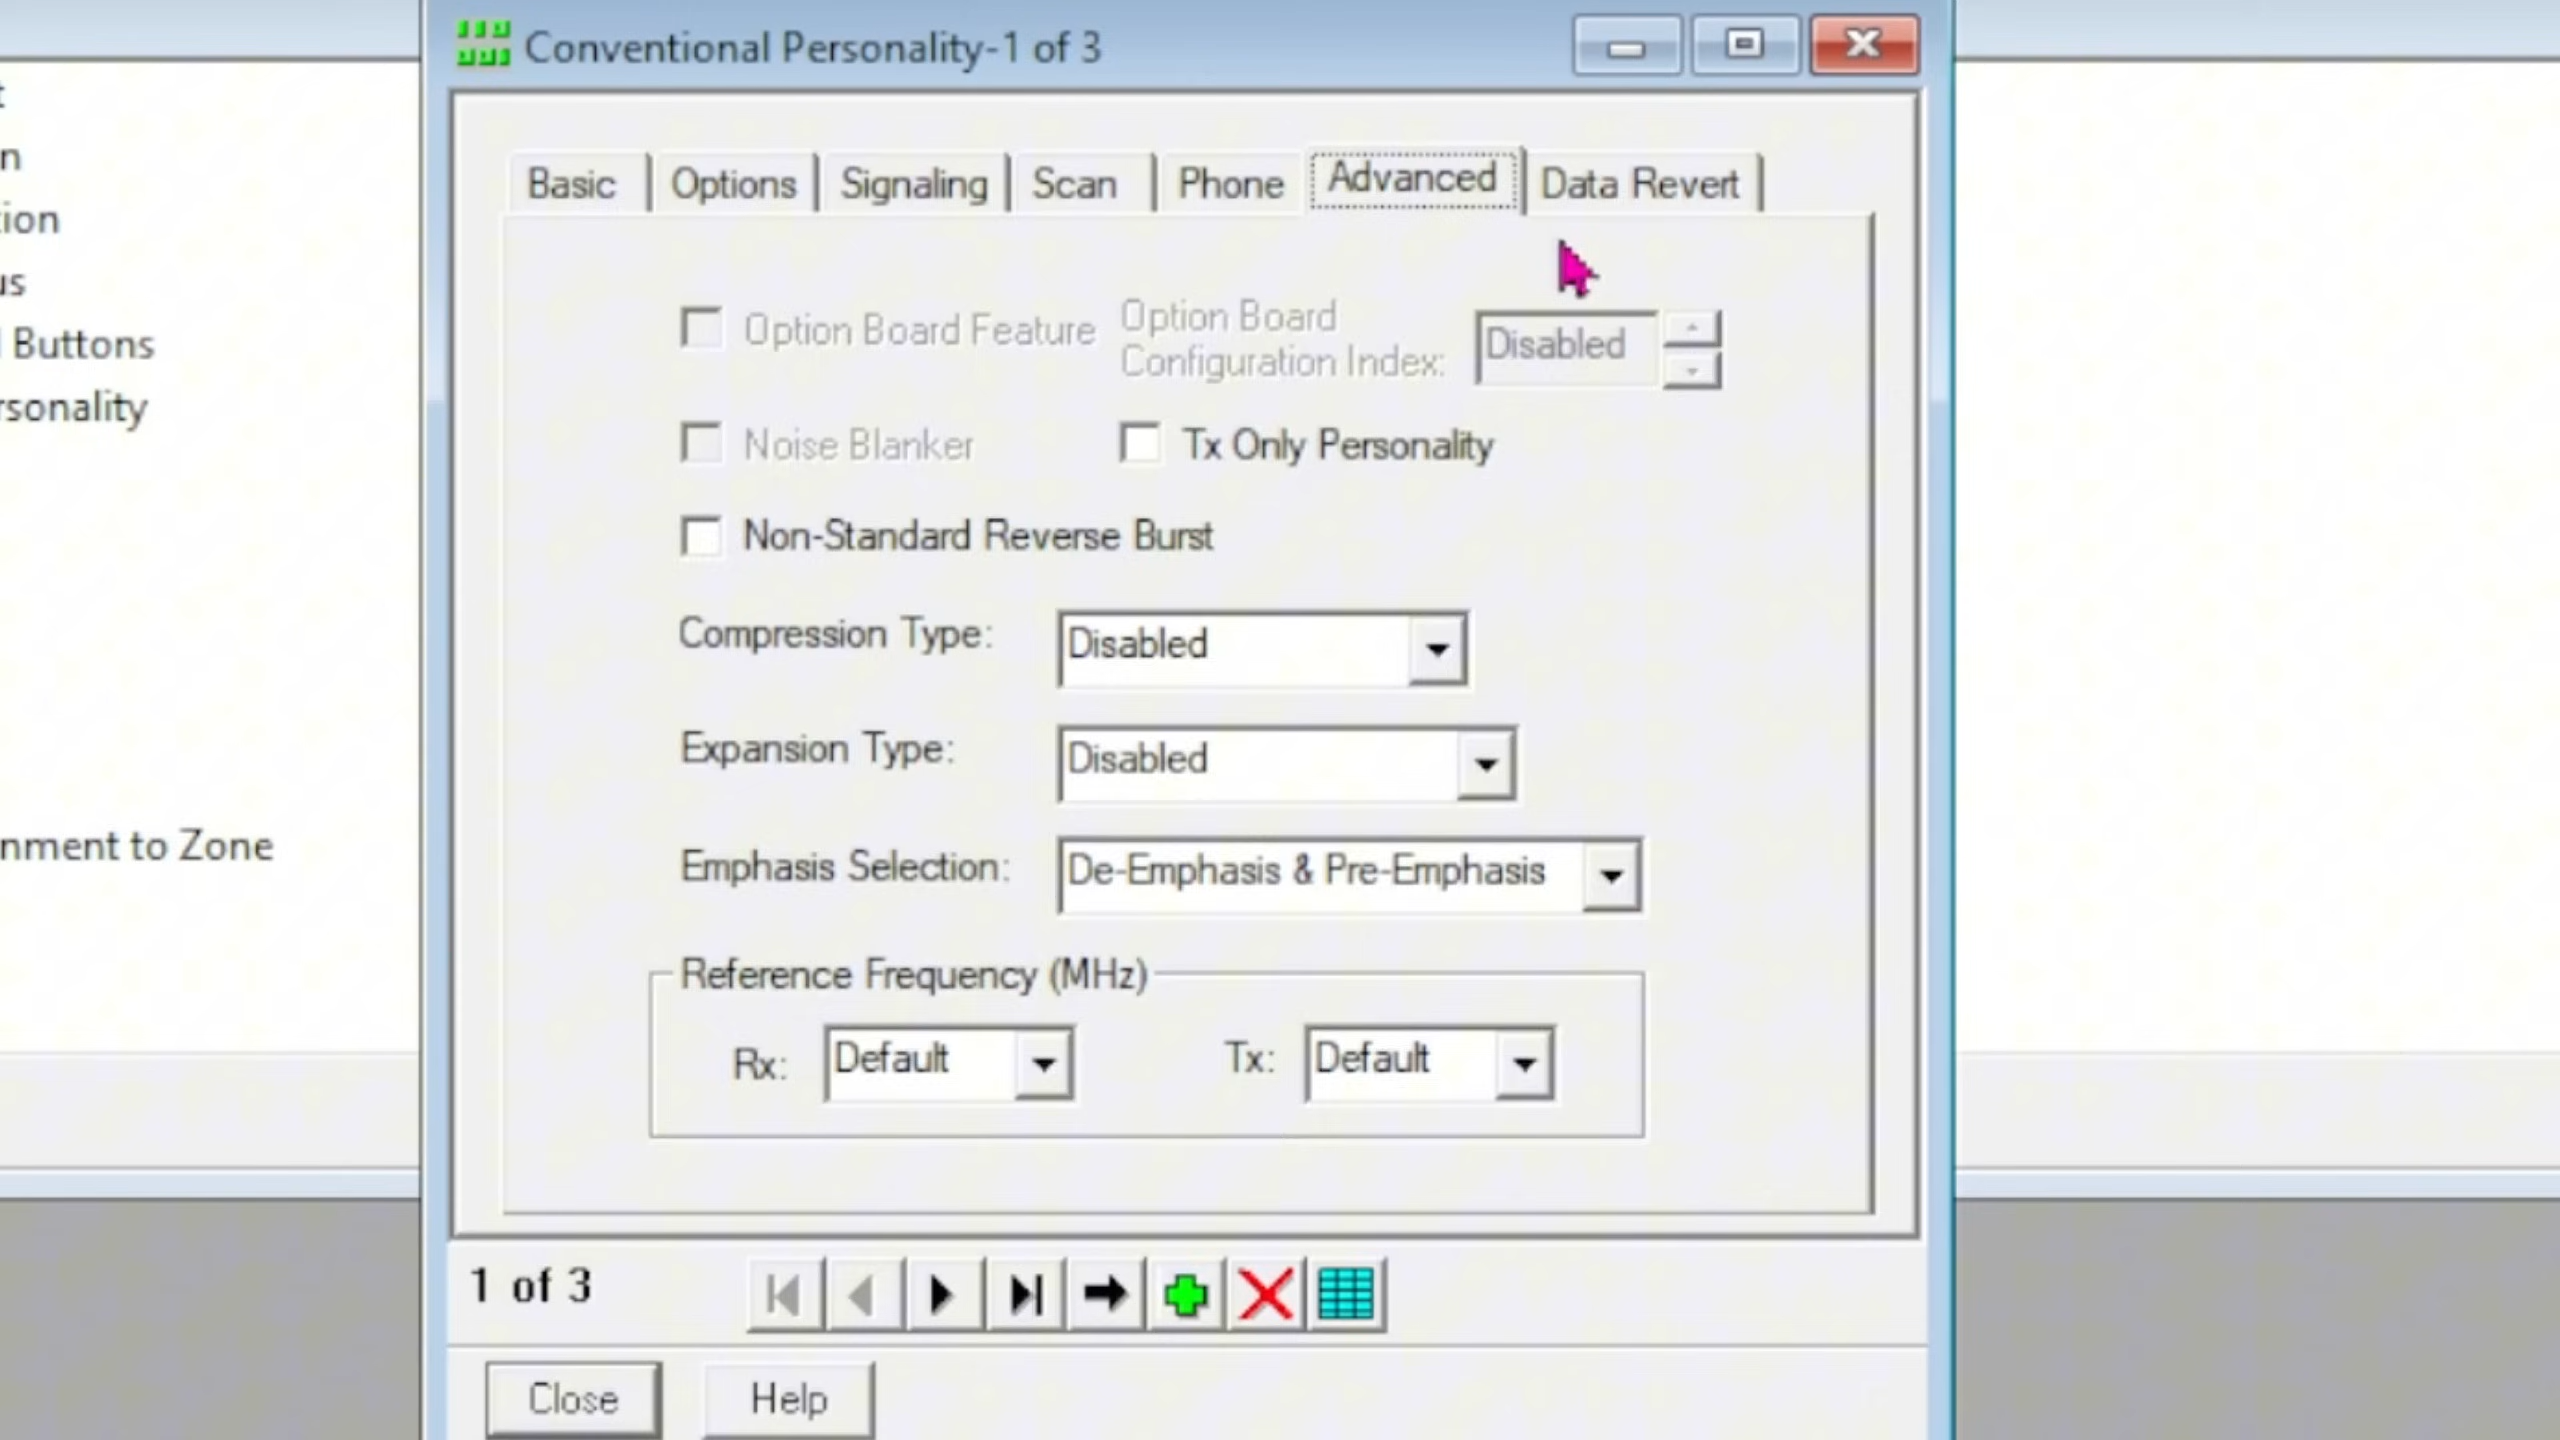 Conventional Personality-1 of 3
Basic
Options
Signaling
Scan
Phone
Advanced
Data Revert
Option Board Feature
Option Board
Configuration Index:
Disabled
Noise Blanker
Tx Only Personality
Non-Standard Reverse Burst
Compression Type:
Disabled
Expansion Type:
Disabled
Emphasis Selection:
De-Emphasis & Pre-Emphasis
Reference Frequency (MHz)
Rx:
Default
Tx:
Default
1 of 3
Close
Help
t
n
tion
us
l Buttons
rsonality
nment to Zone